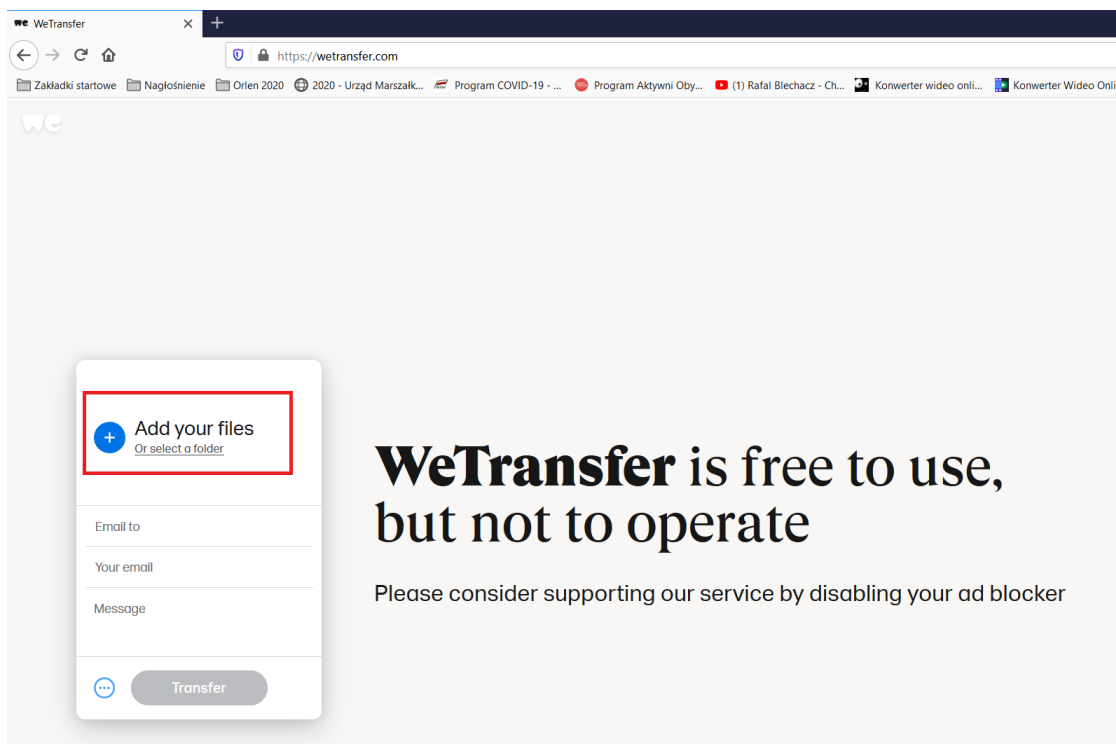 we WeTransfer
https://wetransfer.com
Zakładki startowe Nagłośnienie Orlen 2020 2020 - Urząd Marszałk... Program COVID-19 - ... Program Aktywni Oby... (1) Rafal Blechacz - Ch... Konwerter wideo onli... Konwerter Wideo Onli
we
Add your files
Or select a folder
Email to
Your email
Message
Transfer
WeTransfer is free to use,
but not to operate
Please consider supporting our service by disabling your ad blocker